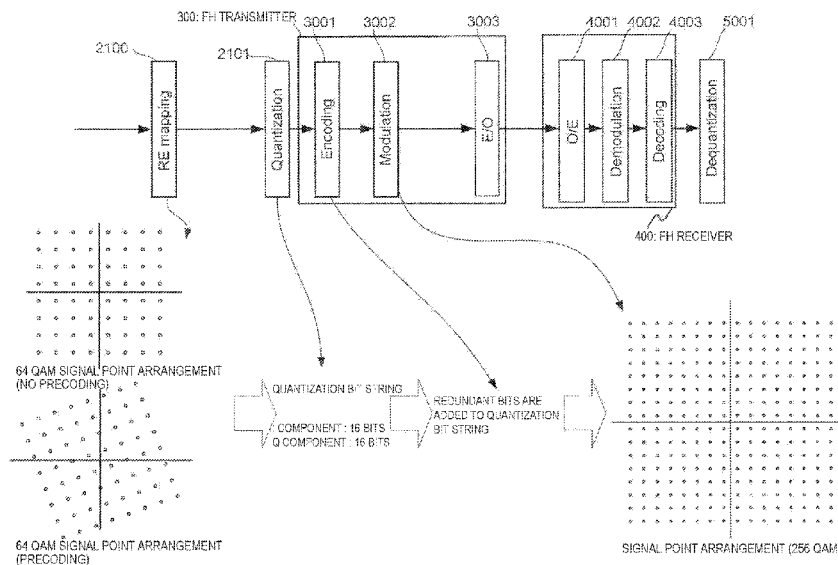 300: FH TRANSMITTER
2100
2101
3001
3002
3003
4001
4002
4003
5001
RE mapping
Quantization
Encoding
Modulation
E/O
O/E
Demodulation
Decoding
Dequantization
400: FH RECEIVER
64 QAM SIGNAL POINT ARRANGEMENT
(NO PRECODING)
QUANTIZATION BIT STRING
COMPONENT : 16 BITS
Q COMPONENT : 16 BITS
REDUNDANT BITS ARE
ADDED TO QUANTIZATION
BIT STRING
64 QAM SIGNAL POINT ARRANGEMENT
(PRECODING)
SIGNAL POINT ARRANGEMENT (256 QAM